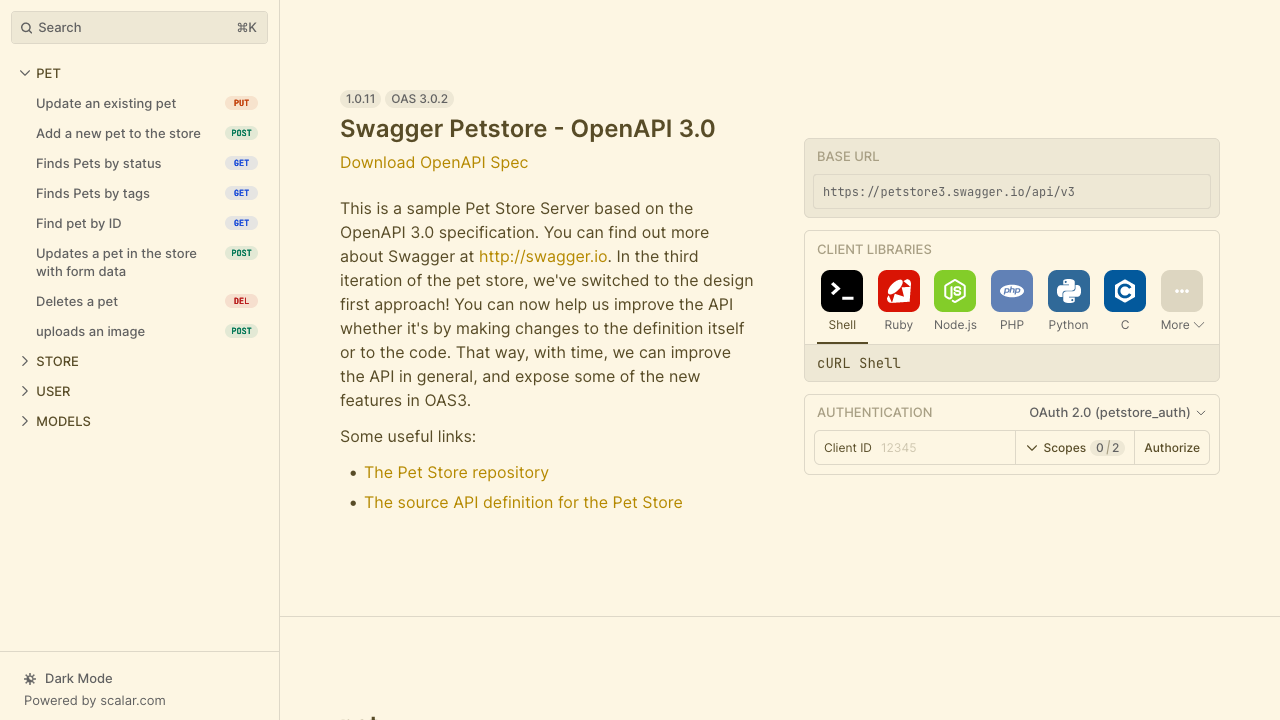 Search ⌘K
PET
Update an existing pet PUT
Add a new pet to the store POST
Finds Pets by status GET
Finds Pets by tags GET
Find pet by ID GET
Updates a pet in the store POST
with form data
Deletes a pet DEL
uploads an image POST
STORE
USER
MODELS
Dark Mode
Powered by scalar.com
1.0.11 OAS 3.0.2
Swagger Petstore - OpenAPI 3.0
Download OpenAPI Spec
This is a sample Pet Store Server based on the
OpenAPI 3.0 specification. You can find out more
about Swagger at http://swagger.io. In the third
iteration of the pet store, we've switched to the design
first approach! You can now help us improve the API
whether it's by making changes to the definition itself
or to the code. That way, with time, we can improve
the API in general, and expose some of the new
features in OAS3.
Some useful links:
• The Pet Store repository
• The source API definition for the Pet Store
BASE URL
https://petstore3.swagger.io/api/v3
CLIENT LIBRARIES
Shell Ruby Node.js PHP Python C More
cURL Shell
AUTHENTICATION OAuth 2.0 (petstore_auth)
Client ID 12345 Scopes 0/2 Authorize